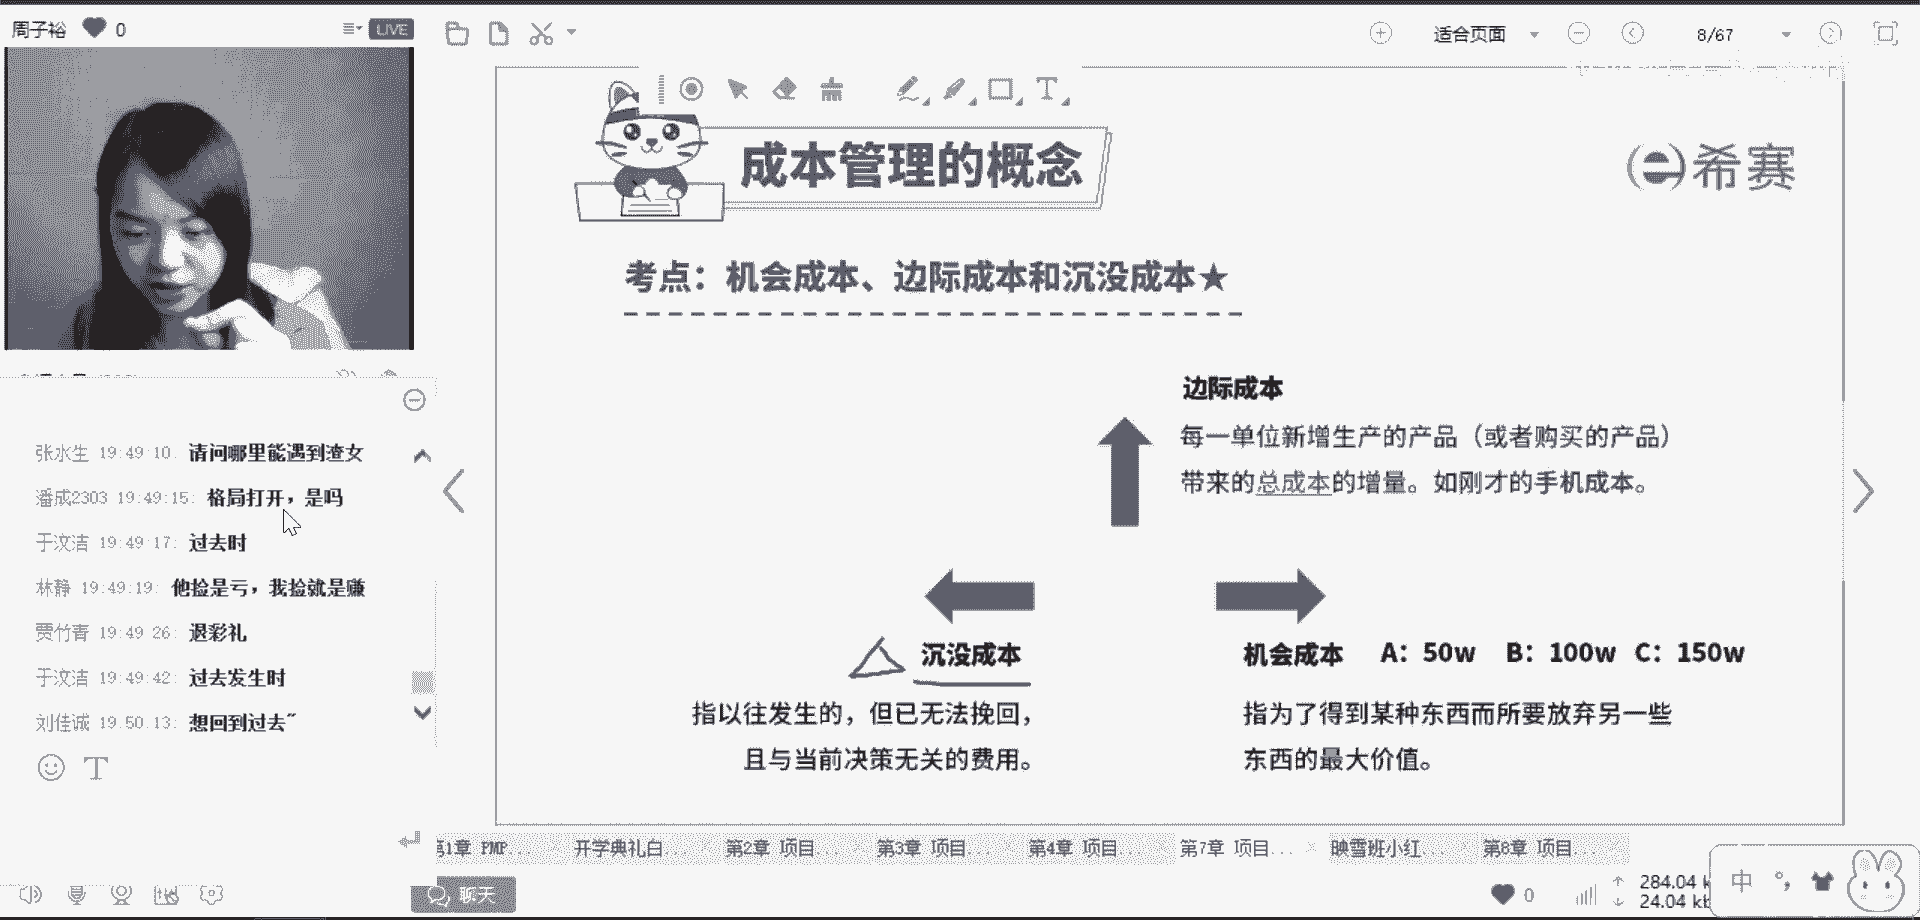 周子裕 0 LIVE
适合页面 8/67
成本管理的概念
希赛
考点：机会成本、边际成本和沉没成本★
边际成本
每一单位新增生产的产品（或者购买的产品）
带来的总成本的增量。如刚才的手机成本。
沉没成本
指以往发生的，但已无法挽回，
且与当前决策无关的费用。
机会成本 A：50w B：100w C：150w
指为了得到某种东西而所要放弃另一些
东西的最大价值。
张水生 19:49:10: 请问哪里能遇到渣女
潘成2303 19:49:15: 格局打开，是吗
于汶洁 19:49:17: 过去时
林静 19:49:19: 他捡是亏，我捡就是赚
贾竹青 19:49:26: 退彩礼
于汶洁 19:49:42: 过去发生时
刘佳诚 19:50:13: 想回到过去~
T
第1章 PMP... 开学典礼白... 第2章 项目... 第3章 项目... 第4章 项目... 第7章 项目... 映雪班小红... 第8章 项目...
聊天
0 284.04 k
24.04 kb
中